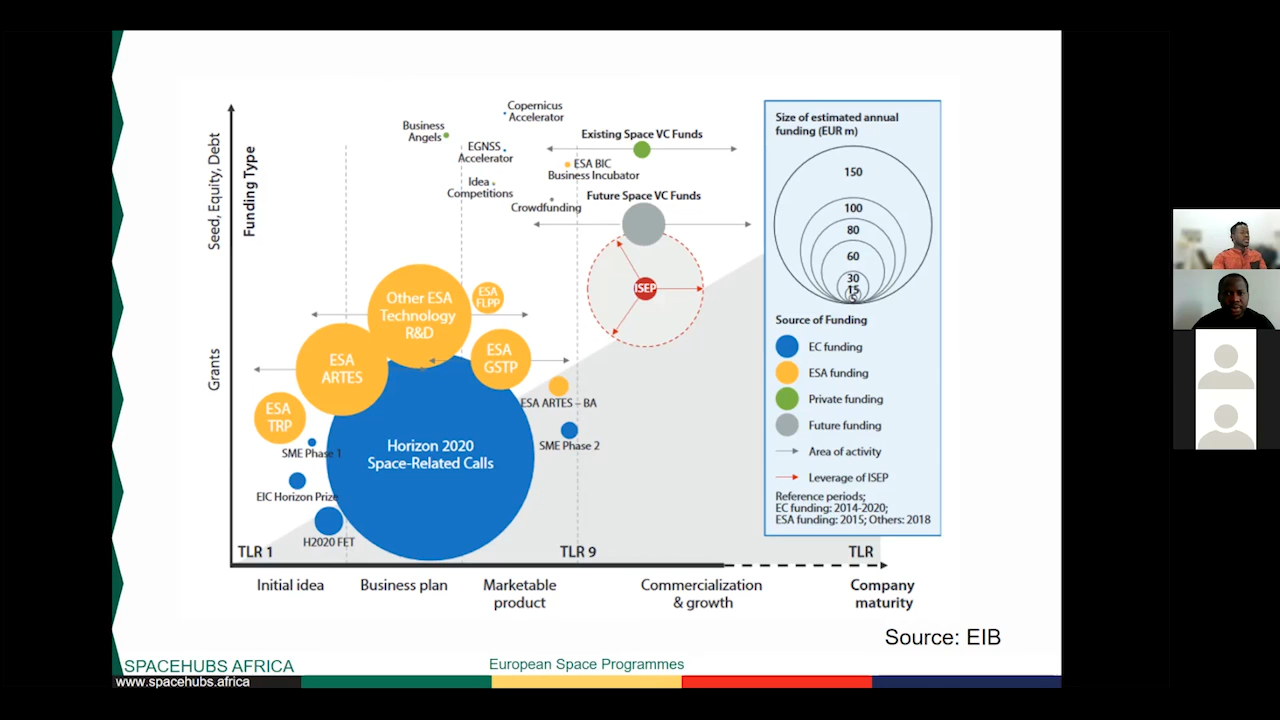 Copernicus
Accelerator
Business
Angels
EGNSS
Accelerator
Existing Space VC Funds
ESA BIC
Business Incubator
Idea
Competitions
Crowdfunding
Future Space VC Funds
Seed, Equity, Debt
Funding Type
Grants
ISEP
Other ESA
Technology
R&D
ESA
FLPP
ESA
ARTES
ESA
GSTP
ESA
TRP
ESA ARTES – BA
SME Phase 1
SME Phase 2
Horizon 2020
Space-Related Calls
EIC Horizon Prize
H2020 FET
TLR 1
TLR 9
TLR
Initial idea
Business plan
Marketable
product
Commercialization
& growth
Company
maturity
Size of estimated annual
funding (EUR m)
150
100
80
60
30
15
5
Source of Funding
EC funding
ESA funding
Private funding
Future funding
Area of activity
Leverage of ISEP
Reference periods;
EC funding: 2014-2020;
ESA funding: 2015; Others: 2018
Source: EIB
SPACEHUBS AFRICA
European Space Programmes
www.spacehubs.africa